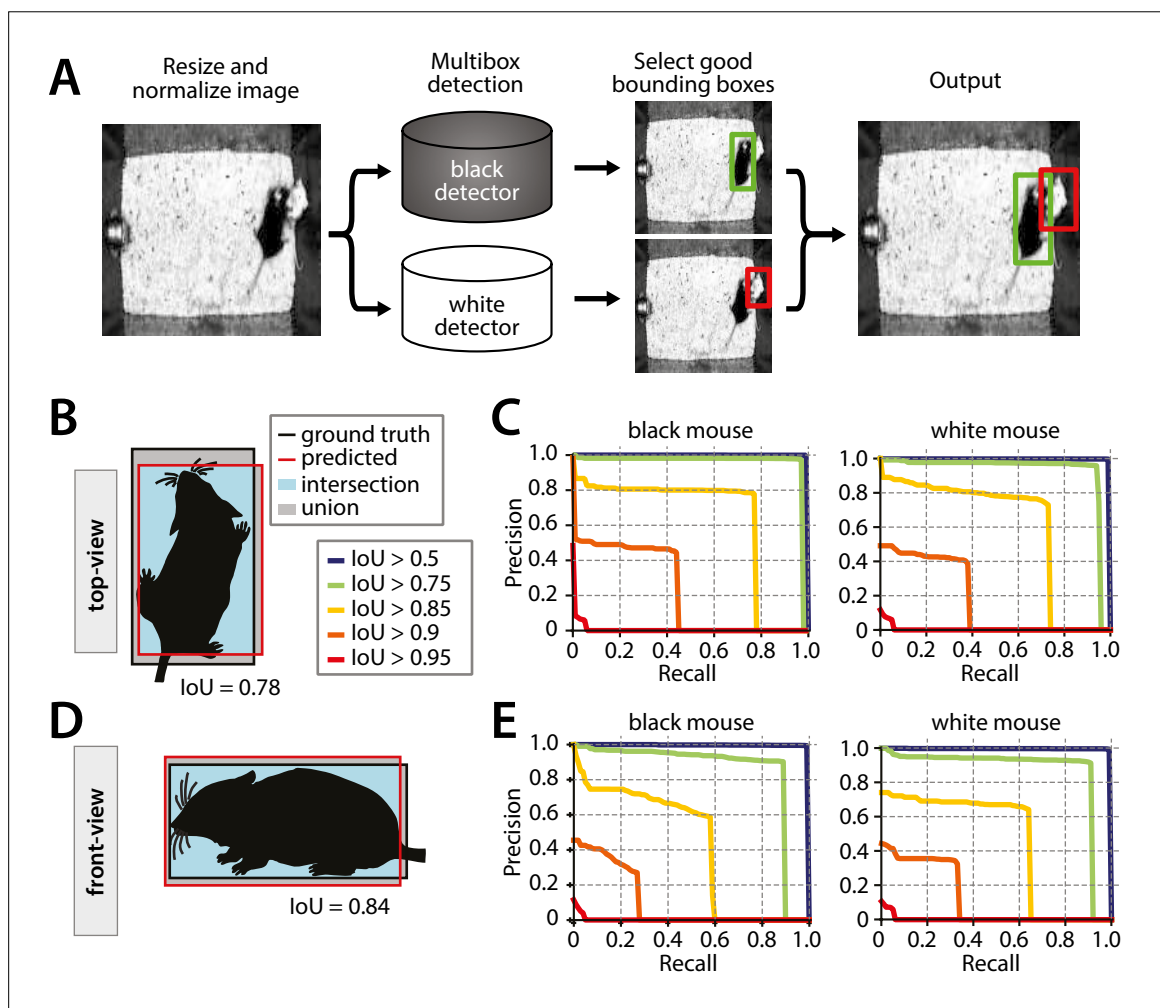 A
Resize and
normalize image
Multibox
detection
Select good
bounding boxes
Output
black
detector
white
detector
B
top-view
ground truth
predicted
intersection
union
IoU = 0.78
IoU > 0.5
IoU > 0.75
IoU > 0.85
IoU > 0.9
IoU > 0.95
C
black mouse
Precision
1.0
0.8
0.6
0.4
0.2
0
0 0.2 0.4 0.6 0.8 1.0
Recall
white mouse
1.0
0.8
0.6
0.4
0.2
0
0 0.2 0.4 0.6 0.8 1.0
Recall
D
front-view
IoU = 0.84
E
black mouse
Precision
1.0
0.8
0.6
0.4
0.2
0
0 0.2 0.4 0.6 0.8 1.0
Recall
white mouse
1.0
0.8
0.6
0.4
0.2
0
0 0.2 0.4 0.6 0.8 1.0
Recall